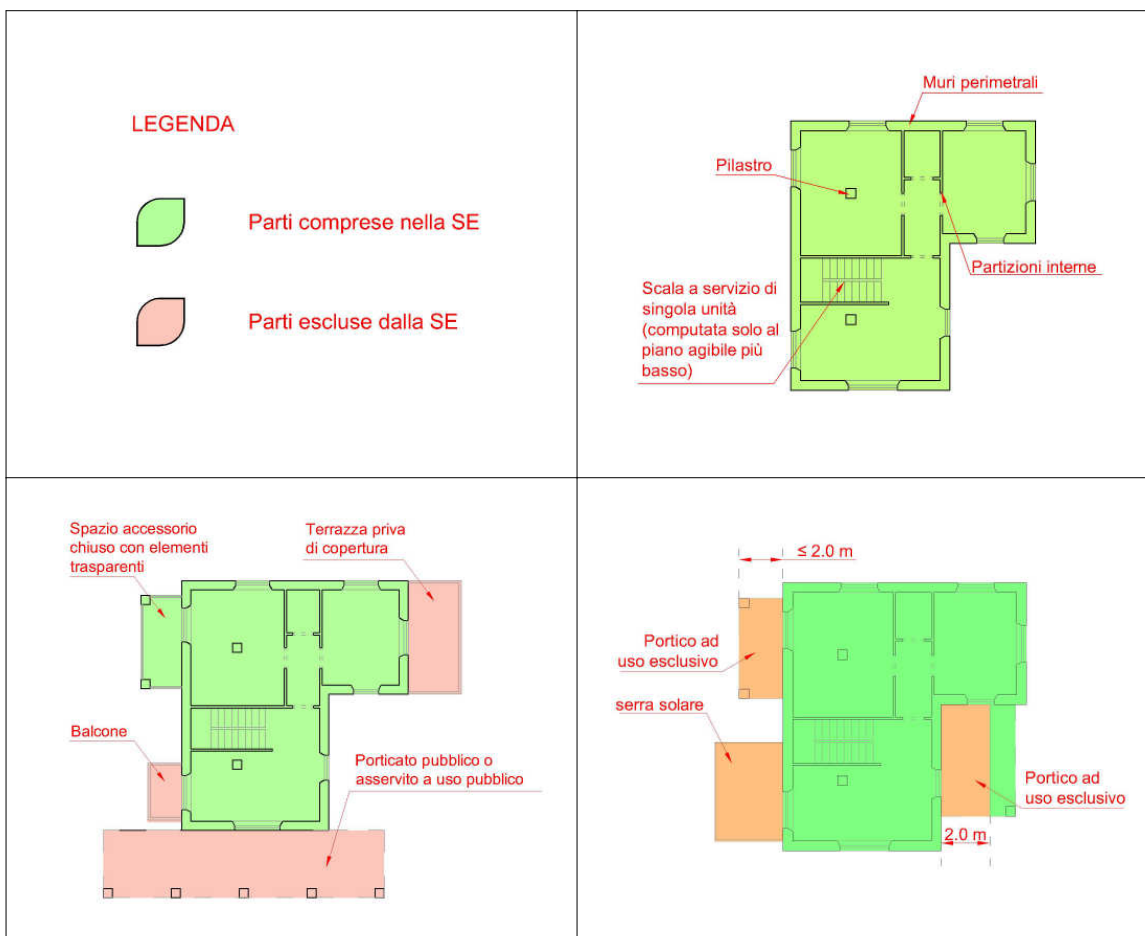 LEGENDA
Parti comprese nella SE
Parti escluse dalla SE
Muri perimetrali
Pilastro
Partizioni interne
Scala a servizio di
singola unità
(computata solo al
piano agibile più
basso)
Spazio accessorio
chiuso con elementi
trasparenti
Terrazza priva
di copertura
Balcone
Porticato pubblico o
asservito a uso pubblico
≤ 2.0 m
Portico ad
uso esclusivo
serra solare
Portico ad
uso esclusivo
2.0 m